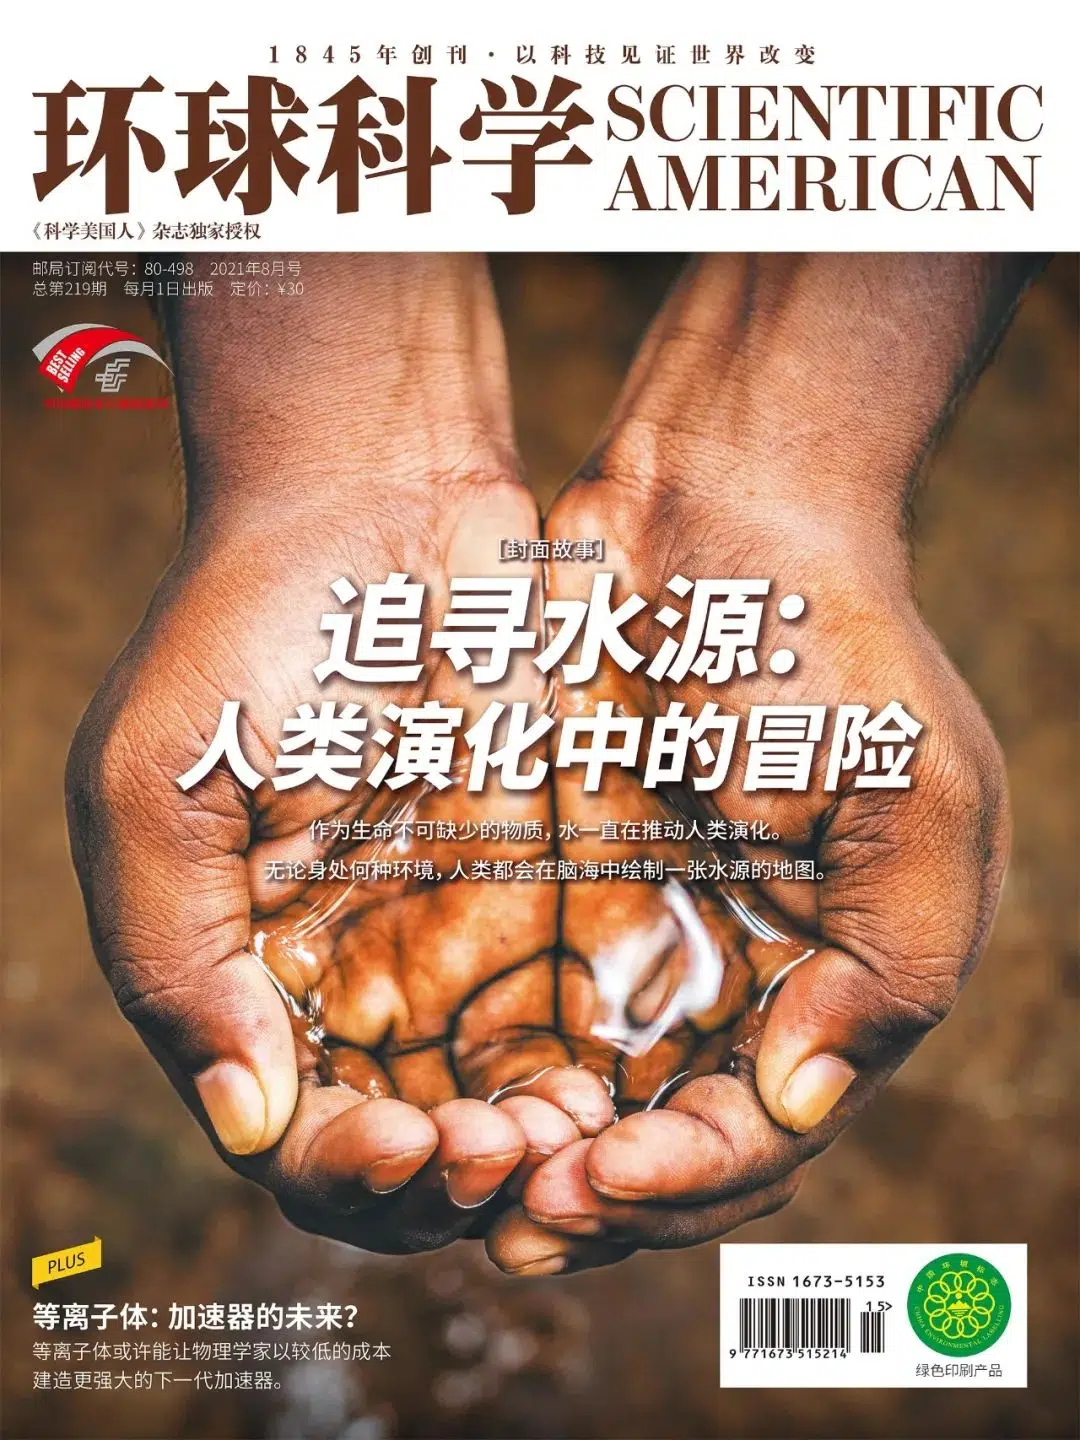 1845年创刊·以科技见证世界改变
环球科学
SCIENTIFIC
AMERICAN
《科学美国人》杂志独家授权
邮局订阅代号：80-498 2021年8月号
总第219期 每月1日出版 定价：¥30
BEST
SELLING
[封面故事]
追寻水源：
人类演化中的冒险
作为生命不可缺少的物质，水一直在推动人类演化。
无论身处何种环境，人类都会在脑海中绘制一张水源的地图。
PLUS
等离子体：加速器的未来？
等离子体或许能让物理学家以较低的成本
建造更强大的下一代加速器。
ISSN 1673-5153
15>
9 771673 515214
中国环境标志
CHINA ENVIRONMENTAL LABELLING
绿色印刷产品